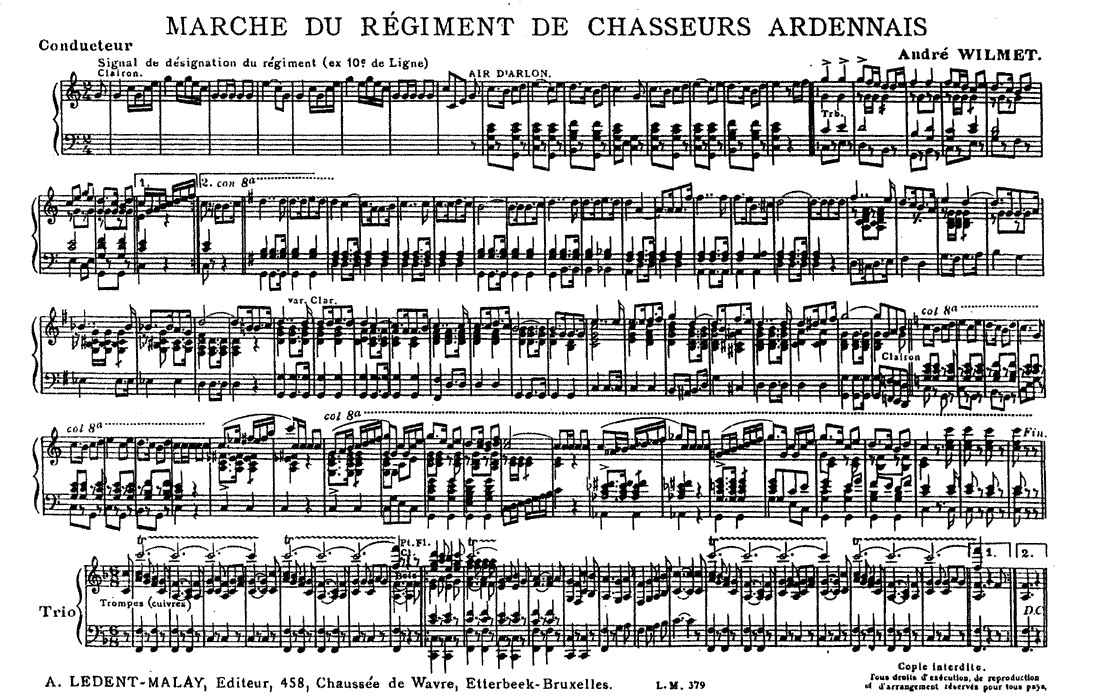 MARCHE DU RÉGIMENT DE CHASSEURS ARDENNAIS
Conducteur
André WILMET.
Signal de désignation du régiment (ex 10e de Ligne)
Clairon.
AIR D'ARLON.
Trb.
1.
2. con 8a
var. Clar.
col 8a
Clairon
col 8a
col 8a
Fin.
Pt. Fl.
Cl.
1.
2.
Trompes (cuivres)
Trio
D.C
A. LEDENT-MALAY, Editeur, 458, Chaussée de Wavre, Etterbeek-Bruxelles.
L. M. 379
Copie interdite.
Tous droits d'exécution, de reproduction
et d'arrangement réservés pour tous pays.